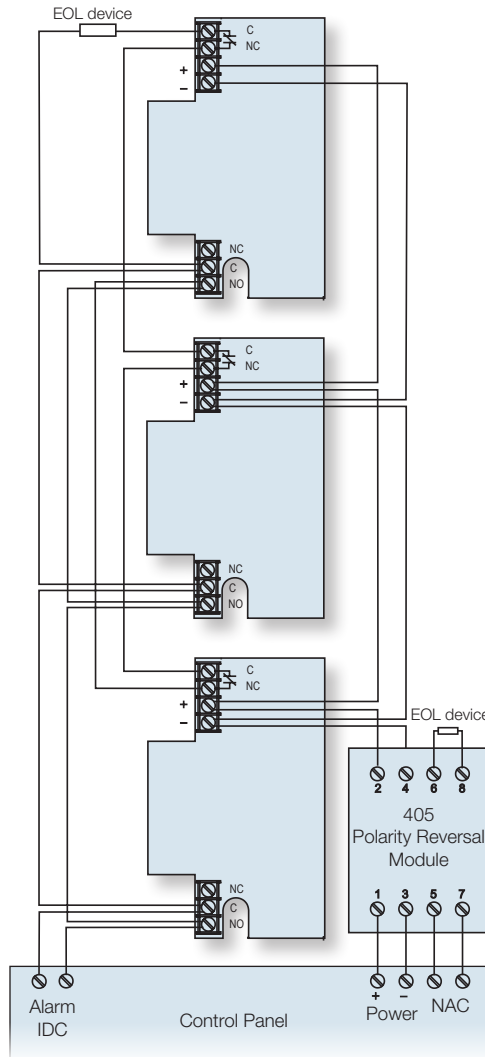 EOL device
C
NC
+
−
NC
C
NO
C
NC
+
−
NC
C
NO
C
NC
+
−
EOL device
2 4 6 8
405
Polarity Reversal
Module
1 3 5 7
NC
C
NO
+ −
Alarm
IDC
Control Panel
Power
NAC